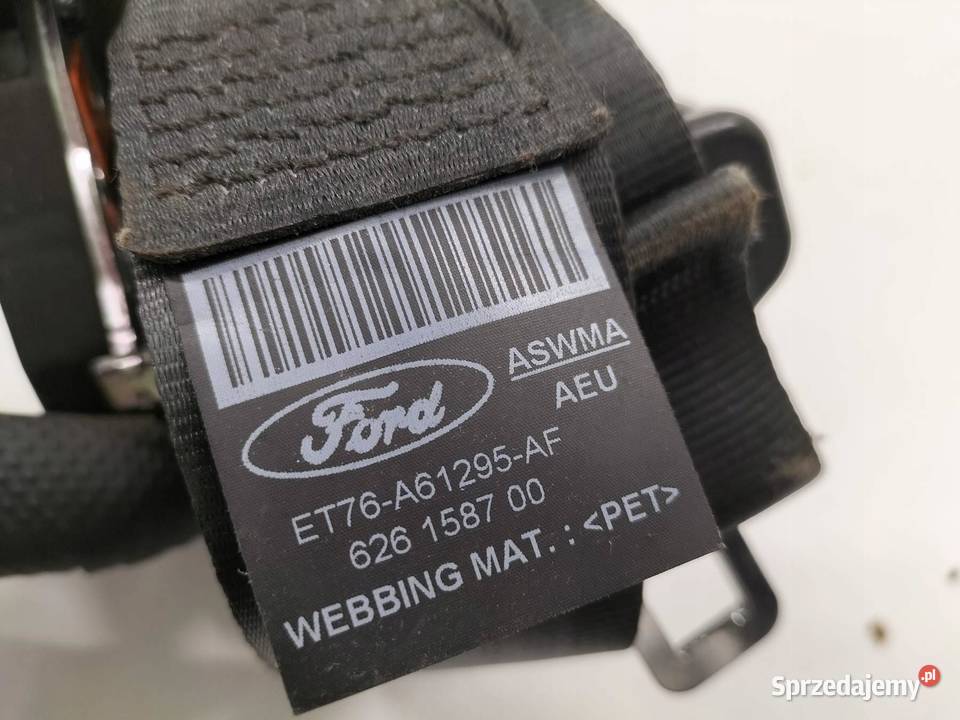 ASWMA
Ford
AEU
ET76-A61295-AF
626 1587 00
WEBBING MAT. : <PET>
Sprzedajemy.pl